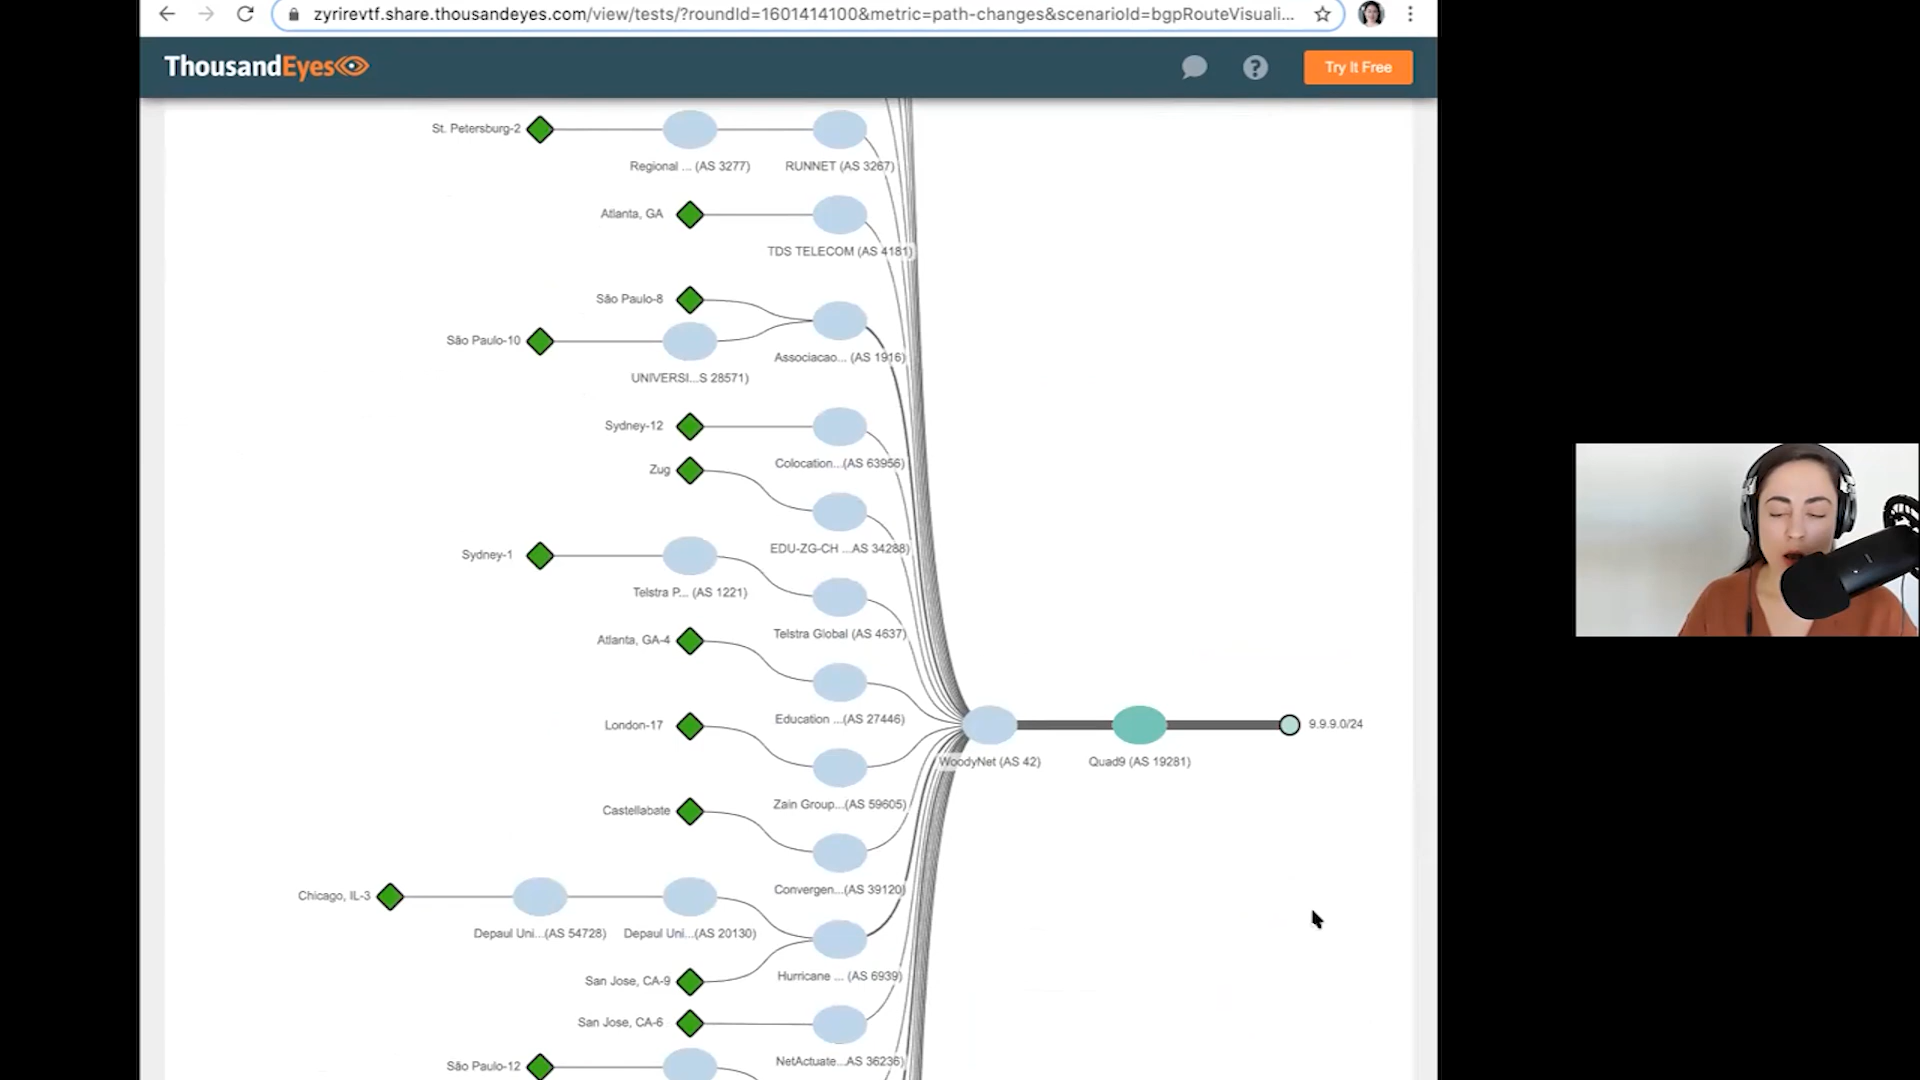 zyrirevtf.share.thousandeyes.com/view/tests/?roundId=1601414100&metric=path-changes&scenarioId=bgpRouteVisuali...
ThousandEyes
Try It Free
St. Petersburg-2
Regional ... (AS 3277)
RUNNET (AS 3267)
Atlanta, GA
TDS TELECOM (AS 4181)
São Paulo-8
São Paulo-10
Associacao... (AS 1916)
UNIVERSI...S 28571)
Sydney-12
Colocation...(AS 63956)
Zug
EDU-ZG-CH ...AS 34288)
Sydney-1
Telstra P... (AS 1221)
Telstra Global (AS 4637)
Atlanta, GA-4
Education ...(AS 27446)
London-17
9.9.9.0/24
WoodyNet (AS 42)
Quad9 (AS 19281)
Zain Group...(AS 59605)
Castellabate
Convergen...(AS 39120)
Chicago, IL-3
Depaul Uni...(AS 54728)
Depaul Uni...(AS 20130)
Hurricane ... (AS 6939)
San Jose, CA-9
San Jose, CA-6
NetActuate...AS 36236)
São Paulo-12